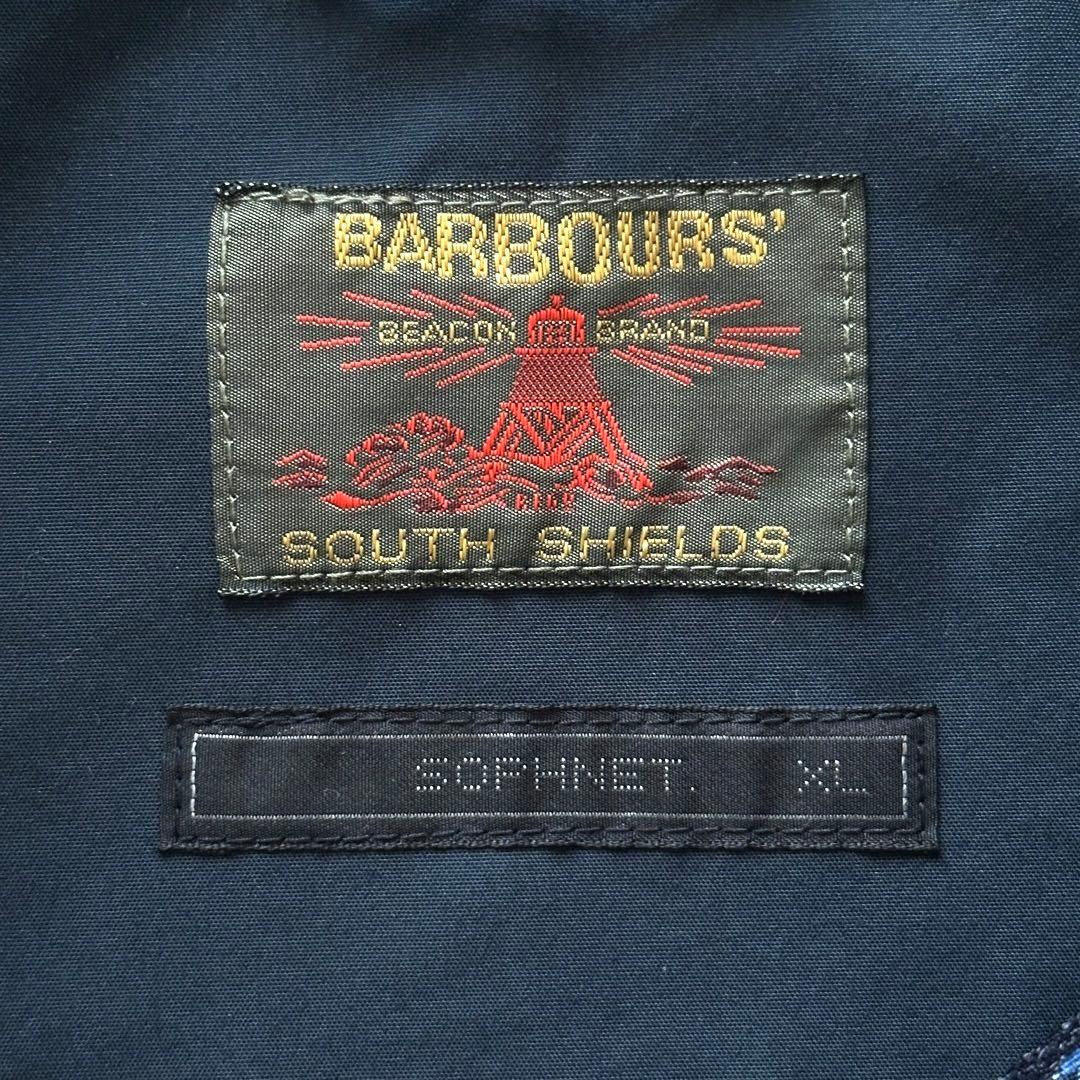 BARBOURS'
BEACON BRAND
SOUTH SHIELDS
SOPHNET. XL